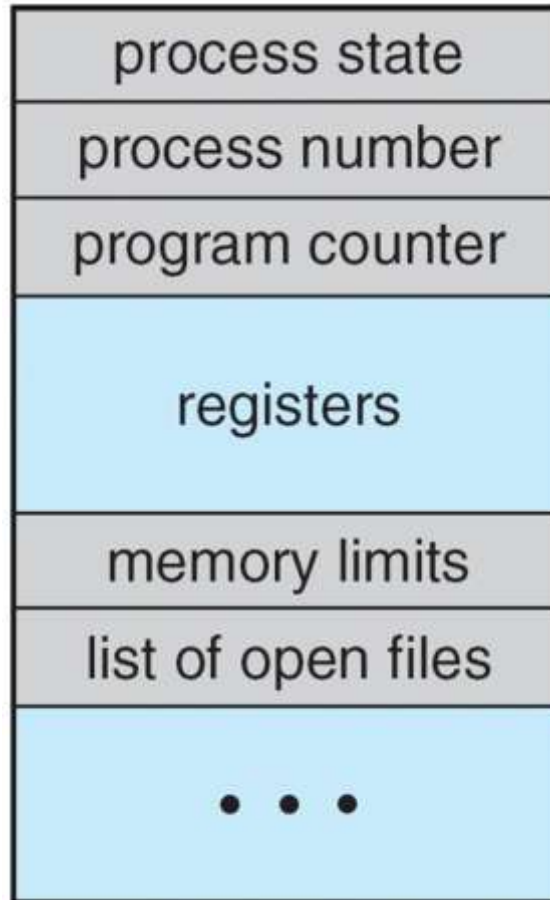 process state
process number
program counter
registers
memory limits
list of open files
• • •